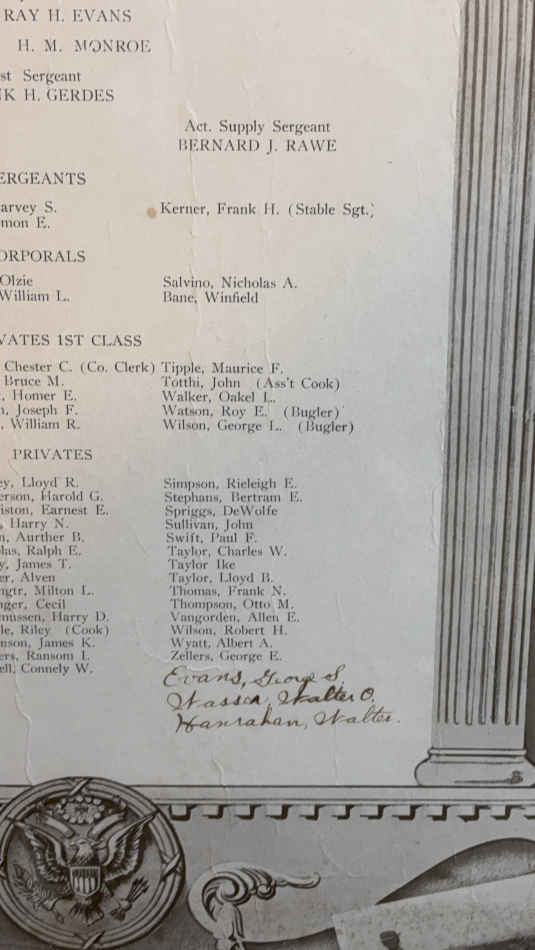 RAY H. EVANS
H. M. MONROE
st Sergeant
NK H. GERDES
Act. Supply Sergeant
BERNARD J. RAWE
ERGEANTS
arvey S. Kerner, Frank H. (Stable Sgt.)
mon E.
ORPORALS
Olzie Salvino, Nicholas A.
William L. Bane, Winfield
VATES 1ST CLASS
Chester C. (Co. Clerk) Tipple, Maurice F.
Bruce M. Totthi, John (Ass't Cook)
, Homer E. Walker, Oakel L.
n, Joseph F. Watson, Roy E. (Bugler)
, William R. Wilson, George L. (Bugler)
PRIVATES
ey, Lloyd R. Simpson, Rieleigh E.
erson, Harold G. Stephans, Bertram E.
iston, Earnest E. Spriggs, DeWolfe
, Harry N. Sullivan, John
n, Aurther B. Swift, Paul F.
las, Ralph E. Taylor, Charles W.
y, James T. Taylor Ike
er, Alven Taylor, Lloyd B.
ngtr, Milton L. Thomas, Frank N.
nger, Cecil Thompson, Otto M.
mussen, Harry D. Vangorden, Allen E.
le, Riley (Cook) Wilson, Robert H.
nson, James K. Wyatt, Albert A.
ers, Ransom I. Zellers, George E.
ell, Connely W.
Evans, George S.
Wassen, Walter O.
Hanrahan, Walter.